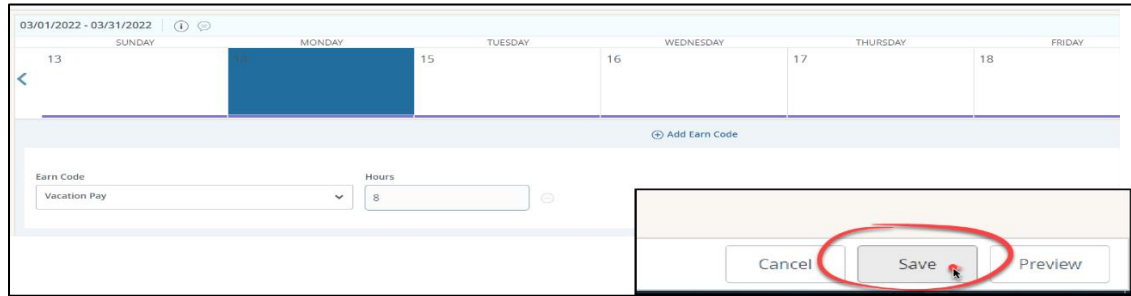 03/01/2022 - 03/31/2022
SUNDAY MONDAY TUESDAY WEDNESDAY THURSDAY FRIDAY
13 14 15 16 17 18
Add Earn Code
Earn Code Hours
Vacation Pay 8
Cancel Save Preview